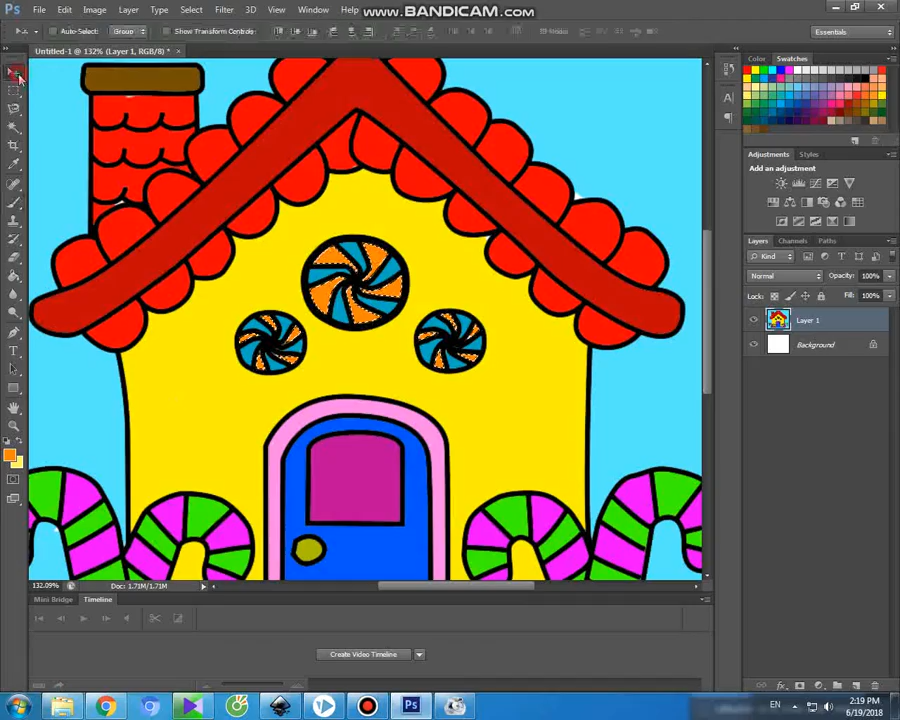 Ps File Edit Image Layer Type Select Filter 3D View Window Help
WWW.BANDICAM.COM
Auto-Select: Group Show Transform Controls
Essentials
Untitled-1 @ 132% (Layer 1, RGB/8) * ×
Color Swatches
Adjustments Styles
Add an adjustment
Layers Channels Paths
Kind
Normal Opacity: 100%
Lock: Fill: 100%
Layer 1
Background
132.09% Doc: 1.71M/1.71M
Mini Bridge Timeline
Create Video Timeline
EN 2:19 PM
6/19/2018